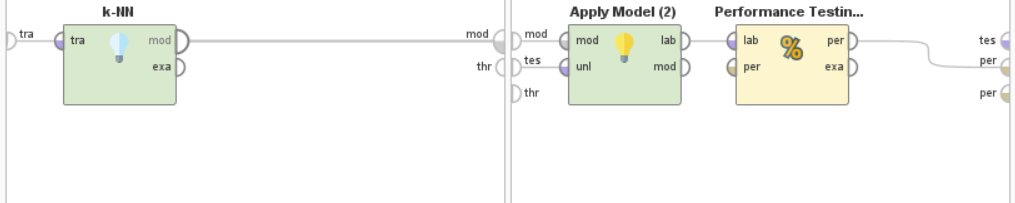 k-NN
Apply Model (2)
Performance Testin...
tra
tra
mod
exa
mod
thr
mod
tes
thr
mod
unl
lab
mod
lab
per
per
exa
tes
per
per